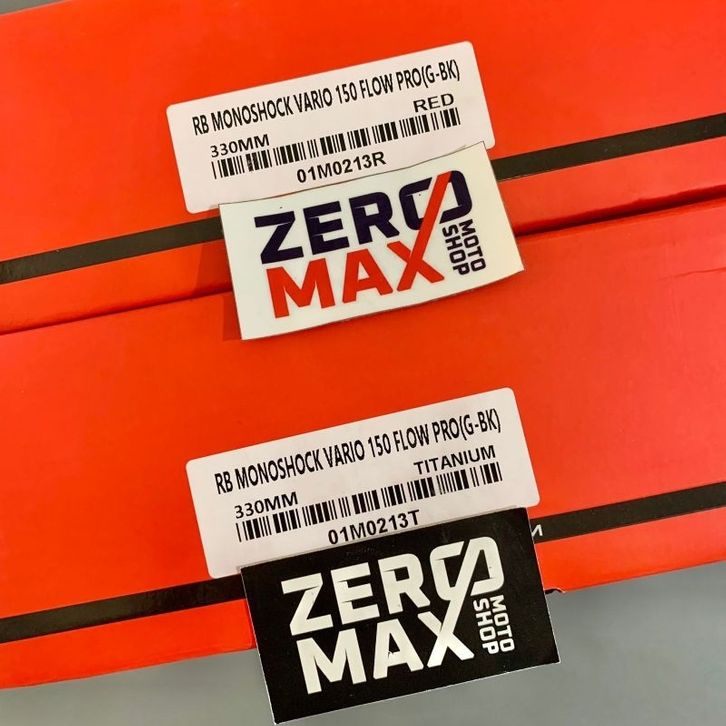 RB MONOSHOCK VARIO 150 FLOW PRO(G-BK)
330MM RED
01M0213R
ZERO
MAX
MOTO
SHOP
RB MONOSHOCK VARIO 150 FLOW PRO(G-BK)
330MM TITANIUM
01M0213T
ZERO
MAX
MOTO
SHOP